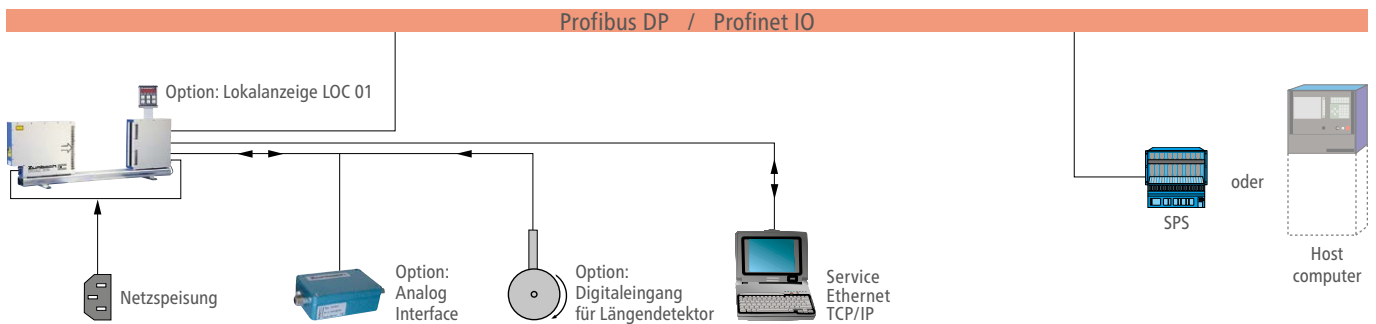 Profibus DP / Profinet IO
Option: Lokalanzeige LOC 01
oder
SPS
Host
computer
Netzspeisung
Option:
Analog
Interface
Option:
Digitaleingang
für Längendetektor
Service
Ethernet
TCP/IP